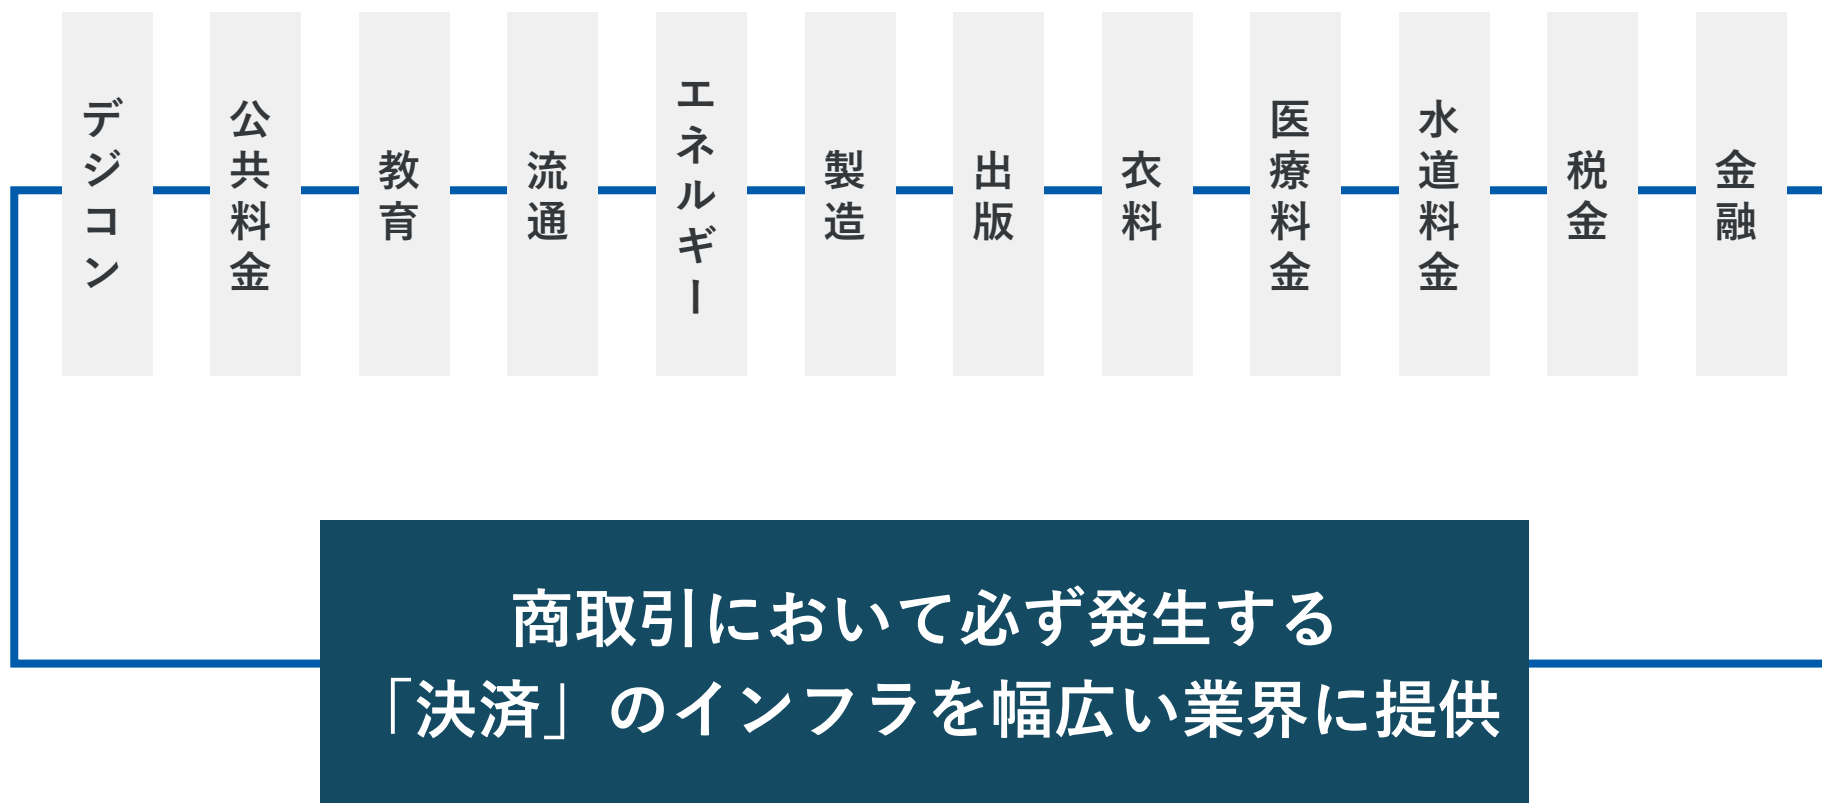 デジコン
公共料金
教育
流通
エネルギー
製造
出版
衣料
医療料金
水道料金
税金
金融
商取引において必ず発生する
「決済」のインフラを幅広い業界に提供